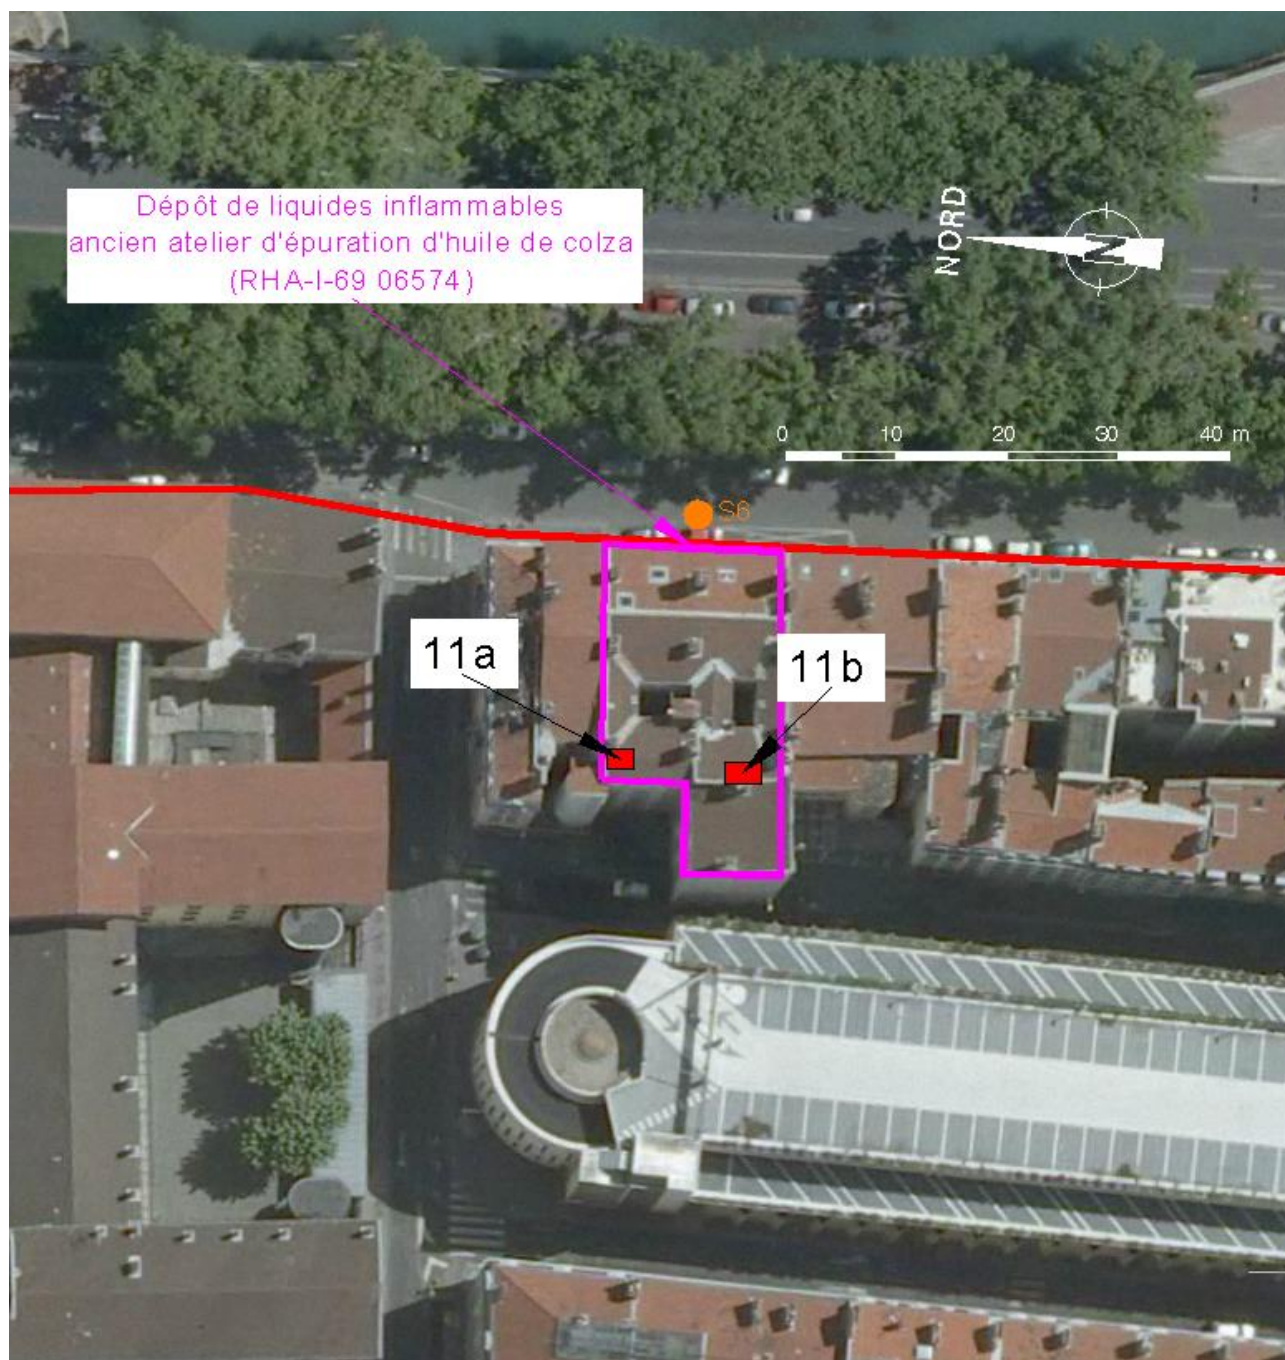 Dépôt de liquides inflammables
ancien atelier d'épuration d'huile de colza
(RHA-I-69 06574)
NORD
N
0 10 20 30 40 m
S6
11a
11b